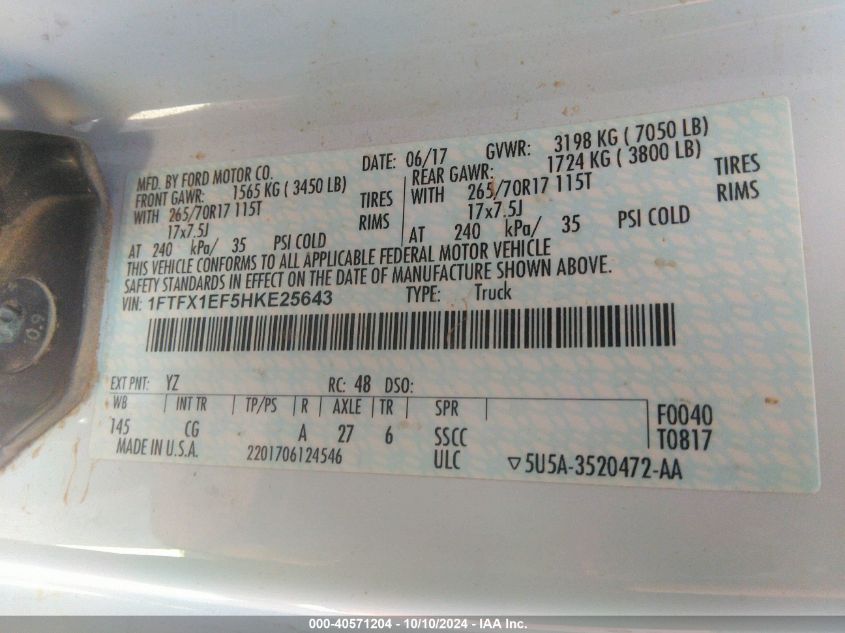 MFD. BY FORD MOTOR CO. DATE: 06/17 GVWR: 3198 KG ( 7050 LB)
FRONT GAWR: 1565 KG ( 3450 LB) REAR GAWR: 1724 KG ( 3800 LB)
WITH 265/70R17 115T TIRES WITH 265/70R17 115T TIRES
17x7.5J RIMS 17x7.5J RIMS
AT 240 kPa/ 35 PSI COLD AT 240 kPa/ 35 PSI COLD
THIS VEHICLE CONFORMS TO ALL APPLICABLE FEDERAL MOTOR VEHICLE
SAFETY STANDARDS IN EFFECT ON THE DATE OF MANUFACTURE SHOWN ABOVE.
VIN: 1FTFX1EF5HKE25643 TYPE: Truck
EXT PNT: YZ RC: 48 DSO:
WB INT TR TP/PS R AXLE TR SPR F0040
145 CG A 27 6 SSCC T0817
MADE IN U.S.A. 2201706124546 ULC ▽5U5A-3520472-AA
10.9
000-40571204 - 10/10/2024 - IAA Inc.